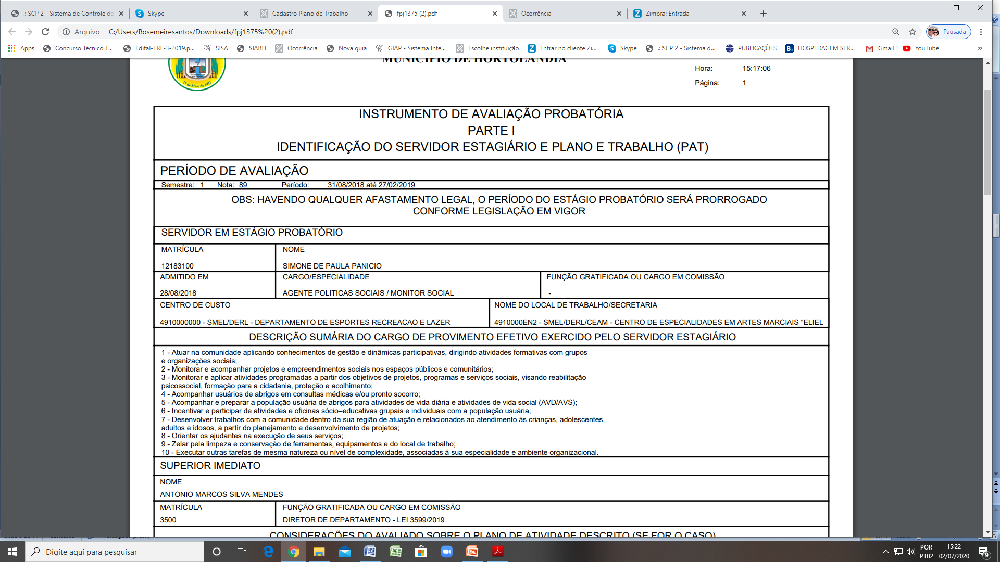 .: SCP 2 - Sistema de Controle de
Skype
Cadastro Plano de Trabalho
fpj1375 (2).pdf
Ocorrência
Zimbra: Entrada
Arquivo
C:/Users/Rosemeiresantos/Downloads/fpj1375%20(2).pdf
Pausada
Apps
Concurso Técnico T...
Edital-TRF-3-2019.p...
SISA
SIARH
Ocorrência
Nova guia
GIAP - Sistema Inte...
Escolhe instituição
Entrar no cliente Zi...
Skype
.: SCP 2 - Sistema d...
PUBLICAÇÕES
HOSPEDAGEM SER...
Gmail
YouTube
»
19 de Maio de 1991
MUNICÍPIO DE HORTOLÂNDIA
Hora: 15:17:06
Página: 1
INSTRUMENTO DE AVALIAÇÃO PROBATÓRIA
PARTE I
IDENTIFICAÇÃO DO SERVIDOR ESTAGIÁRIO E PLANO E TRABALHO (PAT)
PERÍODO DE AVALIAÇÃO
Semestre: 1 Nota: 89 Período: 31/08/2018 até 27/02/2019
OBS: HAVENDO QUALQUER AFASTAMENTO LEGAL, O PERÍODO DO ESTÁGIO PROBATÓRIO SERÁ PRORROGADO
CONFORME LEGISLAÇÃO EM VIGOR
SERVIDOR EM ESTÁGIO PROBATÓRIO
MATRÍCULA NOME
12183100 SIMONE DE PAULA PANICIO
ADMITIDO EM CARGO/ESPECIALIDADE FUNÇÃO GRATIFICADA OU CARGO EM COMISSÃO
28/08/2018 AGENTE POLITICAS SOCIAIS / MONITOR SOCIAL -
CENTRO DE CUSTO NOME DO LOCAL DE TRABALHO/SECRETARIA
4910000000 - SMEL/DERL - DEPARTAMENTO DE ESPORTES RECREACAO E LAZER 4910000EN2 - SMEL/DERL/CEAM - CENTRO DE ESPECIALIDADES EM ARTES MARCIAIS "ELIEL
DESCRIÇÃO SUMÁRIA DO CARGO DE PROVIMENTO EFETIVO EXERCIDO PELO SERVIDOR ESTAGIÁRIO
1 - Atuar na comunidade aplicando conhecimentos de gestão e dinâmicas participativas, dirigindo atividades formativas com grupos
e organizações sociais;
2 - Monitorar e acompanhar projetos e empreendimentos sociais nos espaços públicos e comunitários;
3 - Monitorar e aplicar atividades programadas a partir dos objetivos de projetos, programas e serviços sociais, visando reabilitação
psicossocial, formação para a cidadania, proteção e acolhimento;
4 - Acompanhar usuários de abrigos em consultas médicas e/ou pronto socorro;
5 - Acompanhar e preparar a população usuária de abrigos para atividades de vida diária e atividades de vida social (AVD/AVS);
6 - Incentivar e participar de atividades e oficinas sócio–educativas grupais e individuais com a população usuária;
7 - Desenvolver trabalhos com a comunidade dentro da sua região de atuação e relacionados ao atendimento às crianças, adolescentes,
adultos e idosos, a partir do planejamento e desenvolvimento de projetos;
8 - Orientar os ajudantes na execução de seus serviços;
9 - Zelar pela limpeza e conservação de ferramentas, equipamentos e do local de trabalho;
10 - Executar outras tarefas de mesma natureza ou nível de complexidade, associadas à sua especialidade e ambiente organizacional.
SUPERIOR IMEDIATO
NOME
ANTONIO MARCOS SILVA MENDES
MATRÍCULA FUNÇÃO GRATIFICADA OU CARGO EM COMISSÃO
3500 DIRETOR DE DEPARTAMENTO - LEI 3599/2019
CONSIDERAÇÕES DO AVALIADO SOBRE O PLANO DE ATIVIDADE DESCRITO (SE FOR O CASO)
Digite aqui para pesquisar
POR
PTB2
15:22
02/07/2020
9